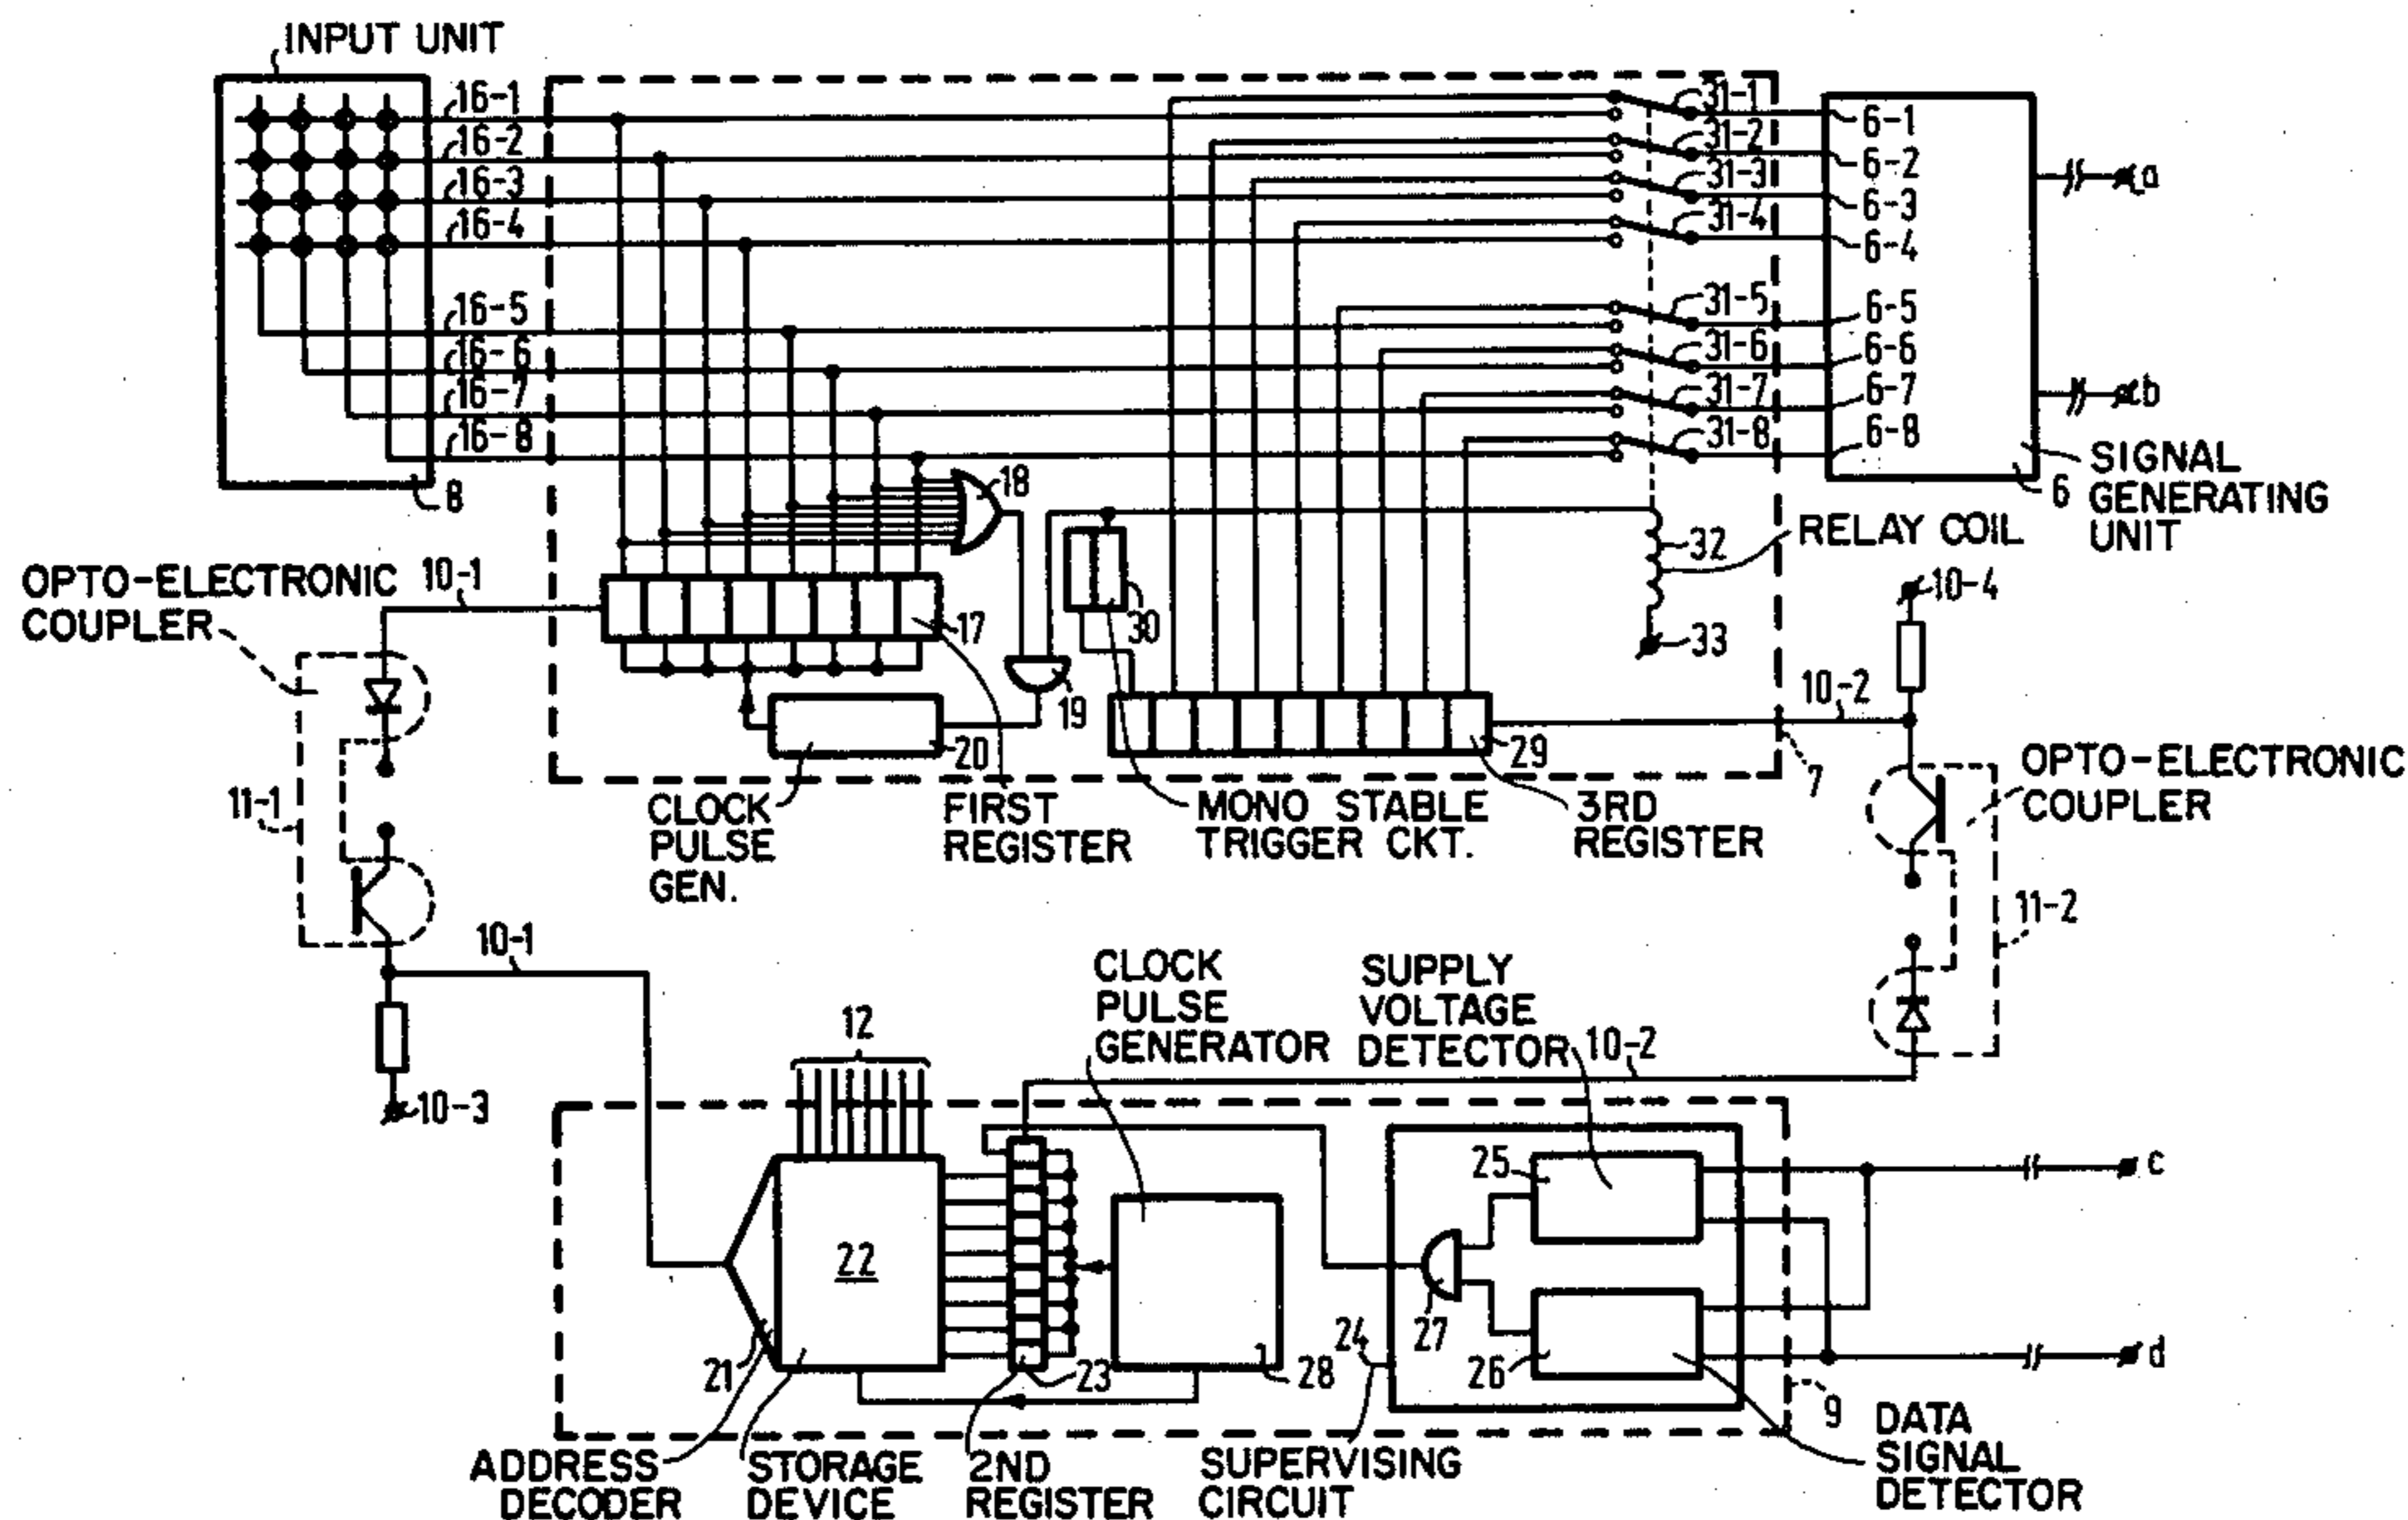 INPUT UNIT
16-1
16-2
16-3
16-4
16-5
16-6
16-7
16-8
8
31-1
31-2
31-3
31-4
31-5
31-6
31-7
31-8
6-1
6-2
6-3
6-4
6-5
6-6
6-7
6-8
a
b
6
SIGNAL
GENERATING
UNIT
18
OPTO-ELECTRONIC
COUPLER
10-1
17
19
20
30
32
RELAY COIL
33
10-4
10-2
29
7
11-1
CLOCK
PULSE
GEN.
FIRST
REGISTER
MONO STABLE
TRIGGER CKT.
3RD
REGISTER
OPTO-ELECTRONIC
COUPLER
11-2
10-1
10-3
12
CLOCK
PULSE
GENERATOR
SUPPLY
VOLTAGE
DETECTOR
10-2
25
c
22
27
24
26
d
21
23
28
9
ADDRESS
DECODER
STORAGE
DEVICE
2ND
REGISTER
SUPERVISING
CIRCUIT
DATA
SIGNAL
DETECTOR